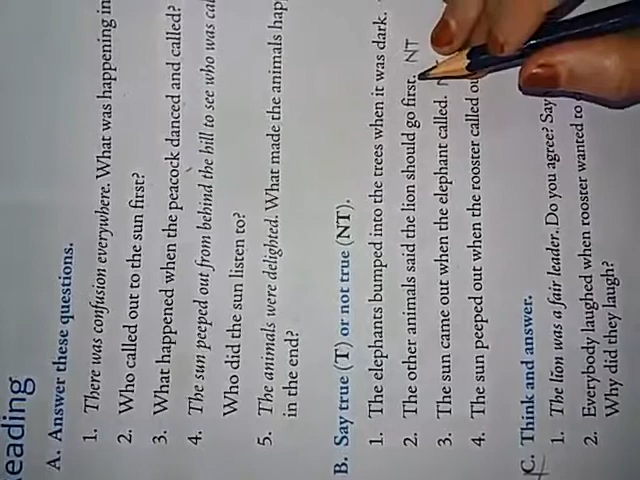 eading
A. Answer these questions.
1. There was confusion everywhere. What was happening in
2. Who called out to the sun first?
3. What happened when the peacock danced and called?
4. The sun peeped out from behind the hill to see who was cal
Who did the sun listen to?
5. The animals were delighted. What made the animals hap
in the end?
B. Say true (T) or not true (NT).
1. The elephants bumped into the trees when it was dark.
2. The other animals said the lion should go first. NT
3. The sun came out when the elephant called.
4. The sun peeped out when the rooster called ou
C. Think and answer.
1. The lion was a fair leader. Do you agree? Say
2. Everybody laughed when rooster wanted to
Why did they laugh?